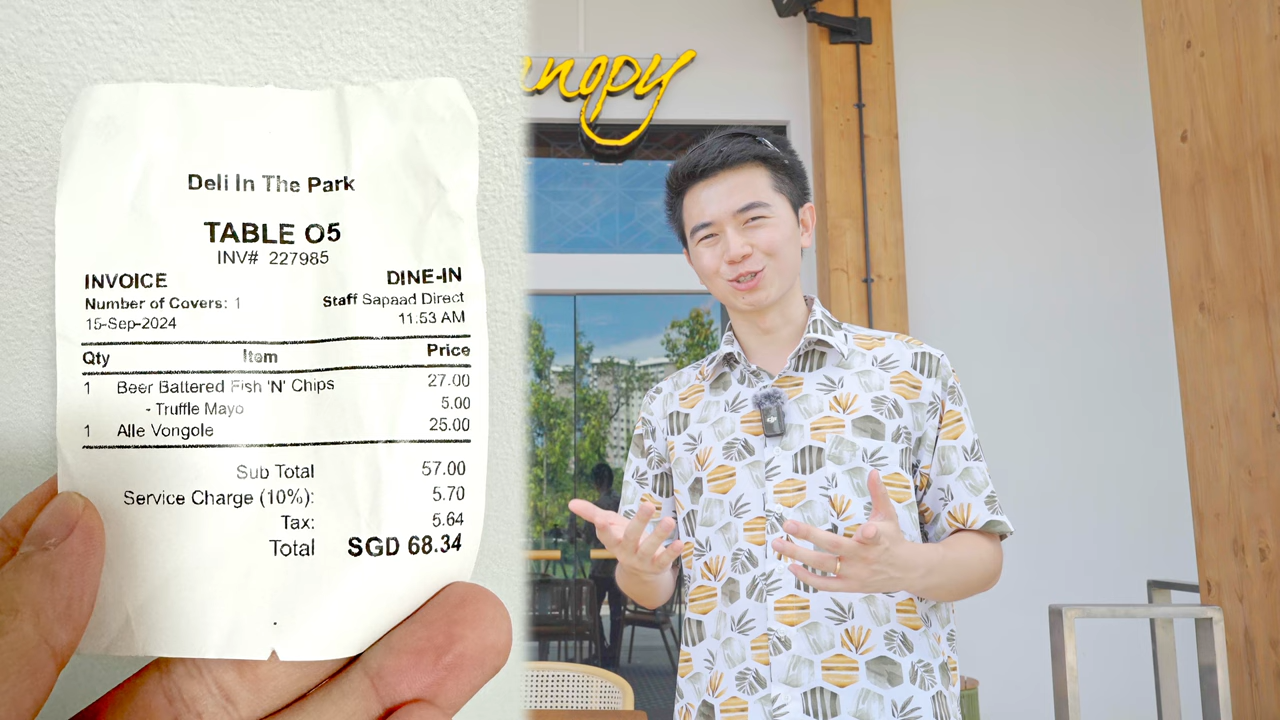 Deli In The Park
TABLE O5
INV# 227985
INVOICE DINE-IN
Number of Covers: 1 Staff Sapaad Direct
15-Sep-2024 11.53 AM
Qty Item Price
1 Beer Battered Fish 'N' Chips 27.00
- Truffle Mayo 5.00
1 Alle Vongole 25.00
Sub Total 57.00
Service Charge (10%): 5.70
Tax: 5.64
Total SGD 68.34
anopy
dji